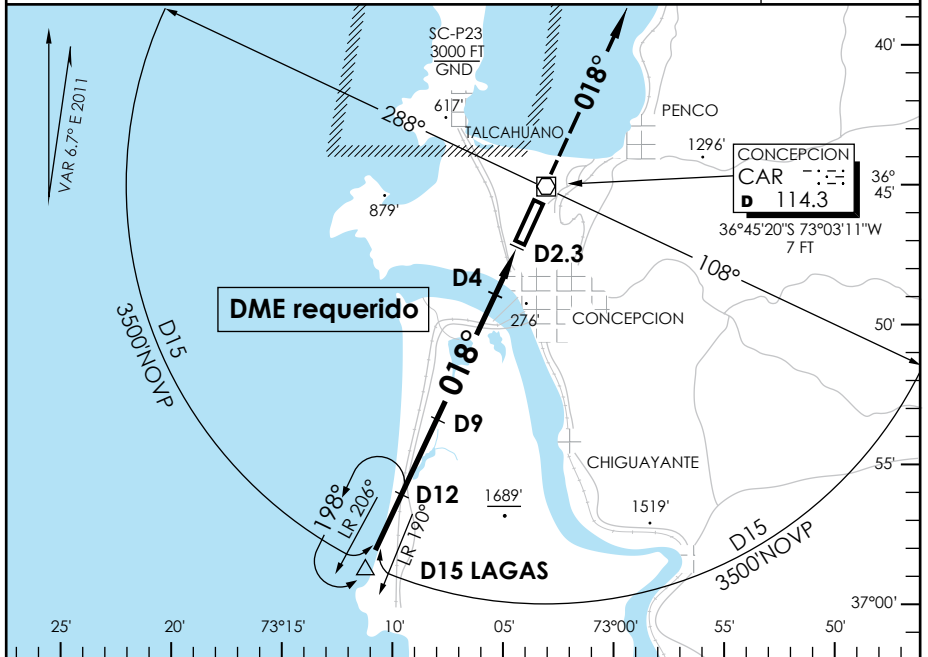 SC-P23
3000 FT
GND
018°
40'
PENCO
617'
288°
TALCAHUANO
1296'
VAR 6.7° E 2011
CONCEPCION
CAR
D 114.3
36°
45'
36°45'20"S 73°03'11"W
7 FT
879'
D2.3
108°
D4
DME requerido
276'
CONCEPCION
50'
D15
3500'NOVP
018°
D9
CHIGUAYANTE
55'
D12
1689'
1519'
198°
LR 206°
LR 190°
D15 LAGAS
D15
3500'NOVP
37°00'
25'
20'
73°15'
10'
05'
73°00'
55'
50'